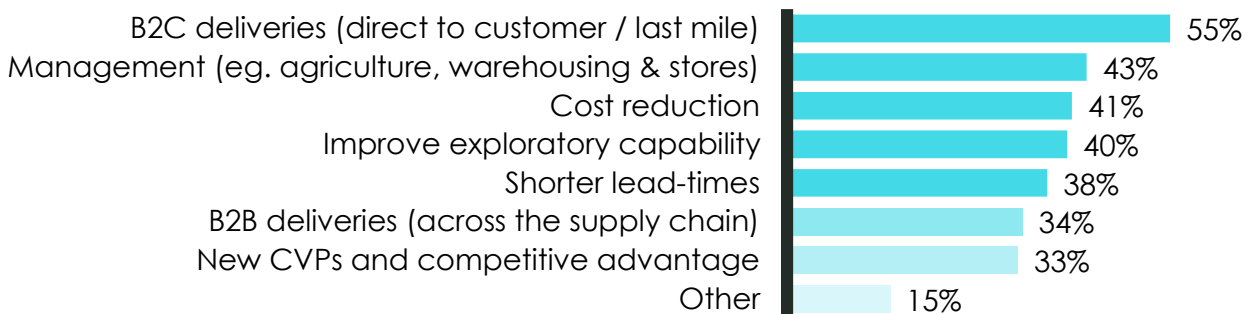 B2C deliveries (direct to customer / last mile) 55%
Management (eg. agriculture, warehousing & stores) 43%
Cost reduction 41%
Improve exploratory capability 40%
Shorter lead-times 38%
B2B deliveries (across the supply chain) 34%
New CVPs and competitive advantage 33%
Other 15%